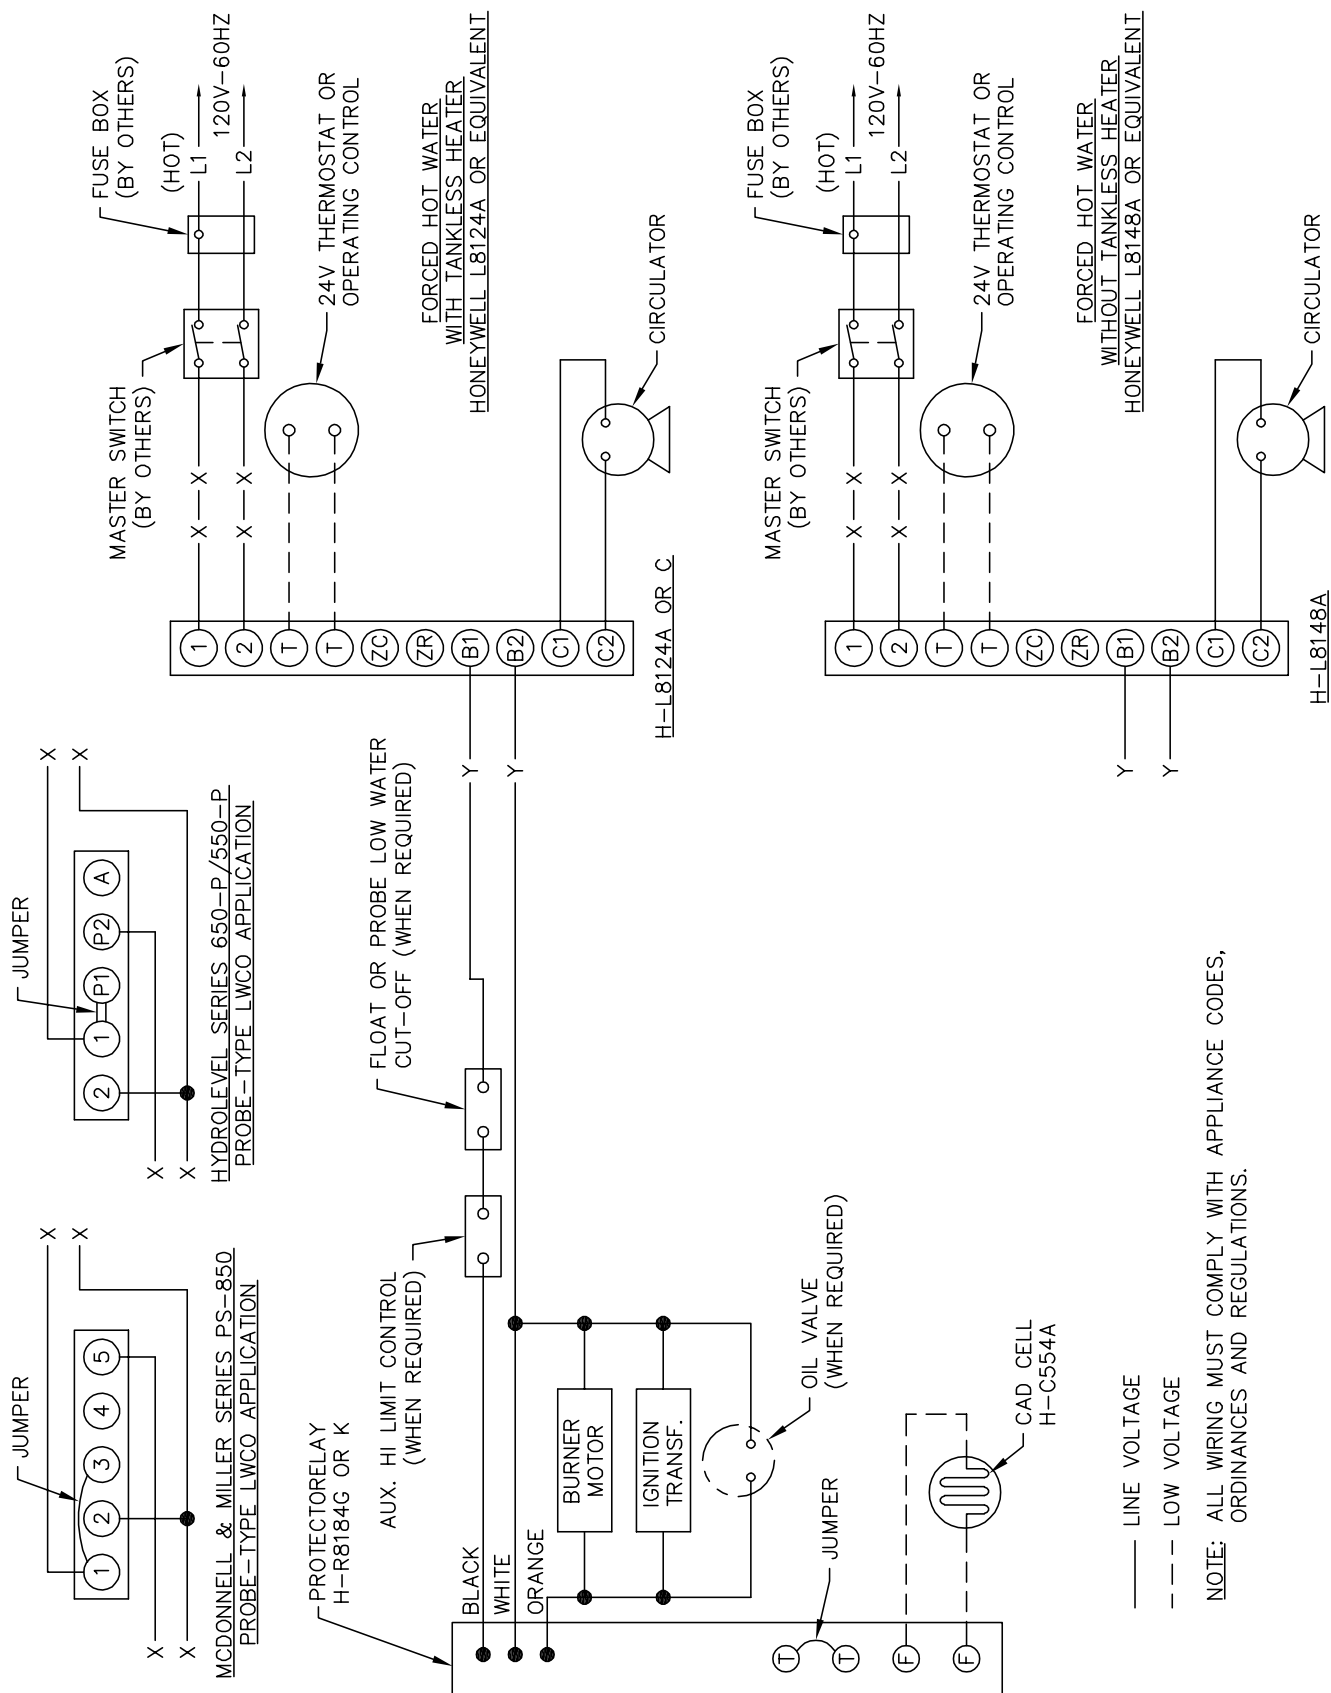 JUMPER
1
2
3
4
5
X
X
X
X
MCDONNELL & MILLER SERIES PS-850
PROBE-TYPE LWCO APPLICATION
JUMPER
2
1
P1
P2
A
X
X
X
X
HYDROLEVEL SERIES 650-P/550-P
PROBE-TYPE LWCO APPLICATION
MASTER SWITCH
(BY OTHERS)
FUSE BOX
(BY OTHERS)
(HOT)
X
X
L1
120V-60HZ
X
X
L2
24V THERMOSTAT OR
OPERATING CONTROL
FORCED HOT WATER
WITH TANKLESS HEATER
HONEYWELL L8124A OR EQUIVALENT
CIRCULATOR
1
2
T
T
ZC
ZR
B1
B2
C1
C2
H-L8124A OR C
PROTECTORELAY
H-R8184G OR K
AUX. HI LIMIT CONTROL
(WHEN REQUIRED)
FLOAT OR PROBE LOW WATER
CUT-OFF (WHEN REQUIRED)
Y
Y
BLACK
WHITE
ORANGE
BURNER
MOTOR
IGNITION
TRANSF.
OIL VALVE
(WHEN REQUIRED)
JUMPER
T
T
F
F
CAD CELL
H-C554A
MASTER SWITCH
(BY OTHERS)
FUSE BOX
(BY OTHERS)
(HOT)
X
X
L1
120V-60HZ
X
X
L2
24V THERMOSTAT OR
OPERATING CONTROL
FORCED HOT WATER
WITHOUT TANKLESS HEATER
HONEYWELL L8148A OR EQUIVALENT
CIRCULATOR
1
2
T
T
ZC
ZR
B1
B2
C1
C2
Y
Y
H-L8148A
LINE VOLTAGE
LOW VOLTAGE
NOTE: ALL WIRING MUST COMPLY WITH APPLIANCE CODES,
ORDINANCES AND REGULATIONS.